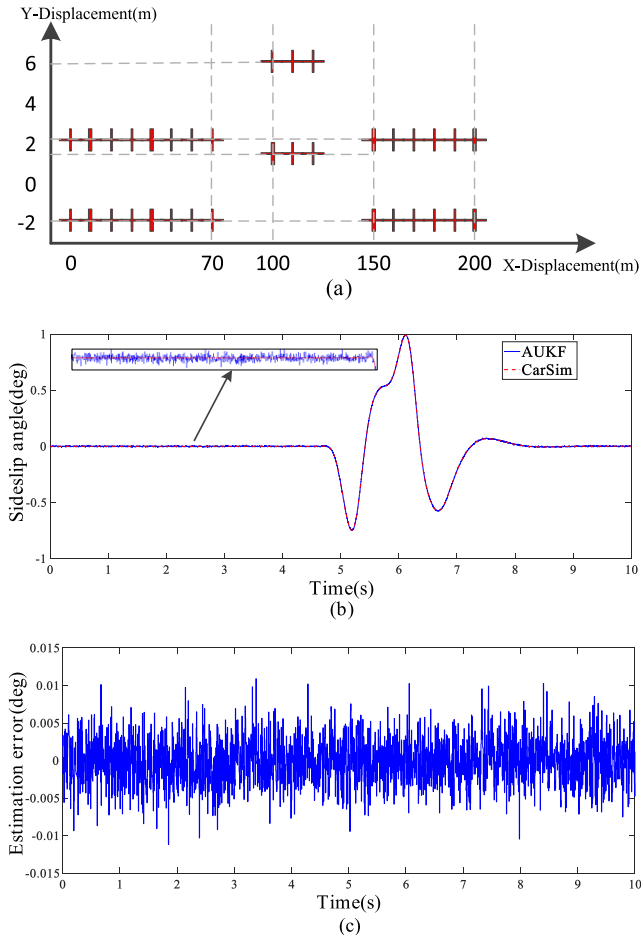 Y-Displacement(m)
6
4
2
0
-2
0 70 100 150 200
X-Displacement(m)
(a)
Sideslip angle(deg)
1
0.5
0
-0.5
-1
AUKF
CarSim
0 1 2 3 4 5 6 7 8 9 10
Time(s)
(b)
Estimation error(deg)
0.015
0.01
0.005
0
-0.005
-0.01
-0.015
0 1 2 3 4 5 6 7 8 9 10
Time(s)
(c)